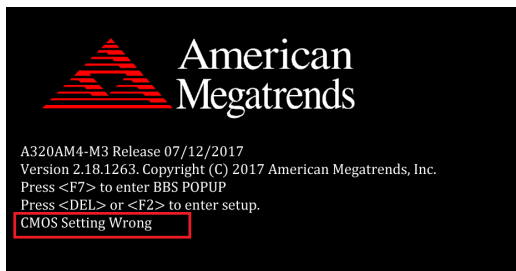 American
Megatrends
A320AM4-M3 Release 07/12/2017
Version 2.18.1263. Copyright (C) 2017 American Megatrends, Inc.
Press <F7> to enter BBS POPUP
Press <DEL> or <F2> to enter setup.
CMOS Setting Wrong